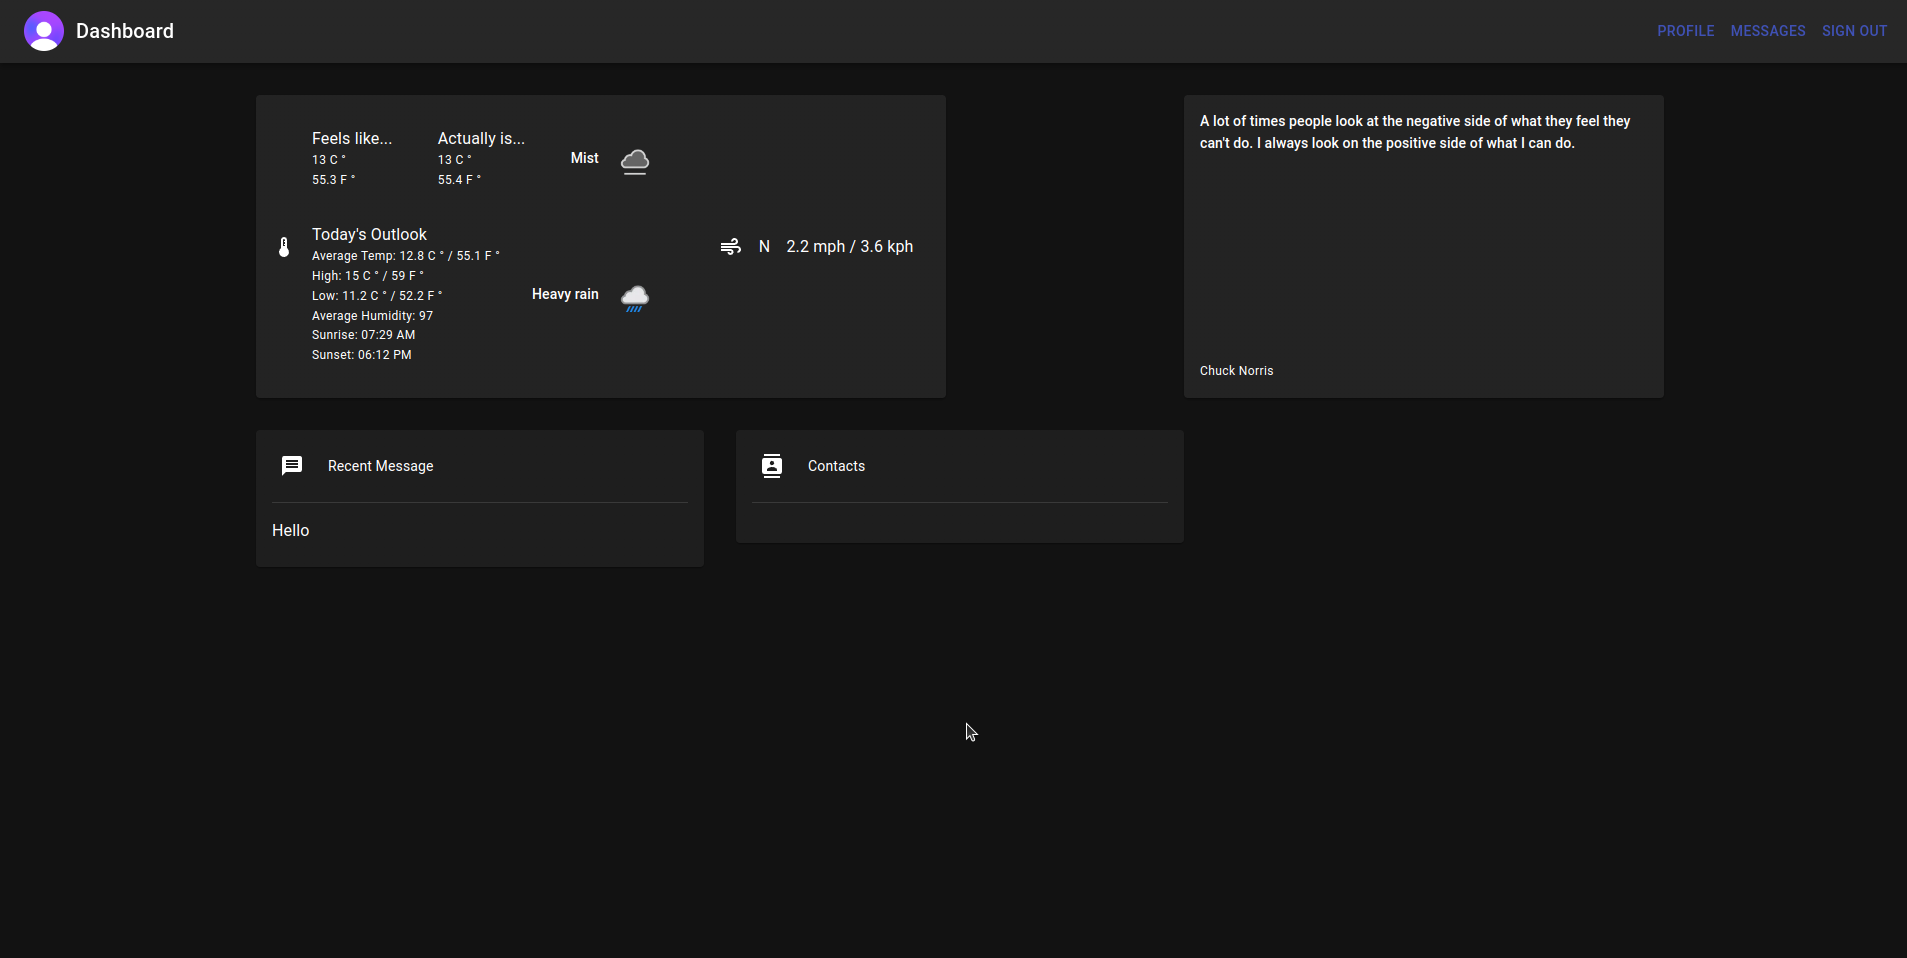 Dashboard
PROFILE MESSAGES SIGN OUT
Feels like...
13 C °
55.3 F °
Actually is...
13 C °
55.4 F °
Mist
Today's Outlook
Average Temp: 12.8 C ° / 55.1 F °
High: 15 C ° / 59 F °
Low: 11.2 C ° / 52.2 F °
Average Humidity: 97
Sunrise: 07:29 AM
Sunset: 06:12 PM
Heavy rain
N 2.2 mph / 3.6 kph
A lot of times people look at the negative side of what they feel they
can't do. I always look on the positive side of what I can do.
Chuck Norris
Recent Message
Hello
Contacts